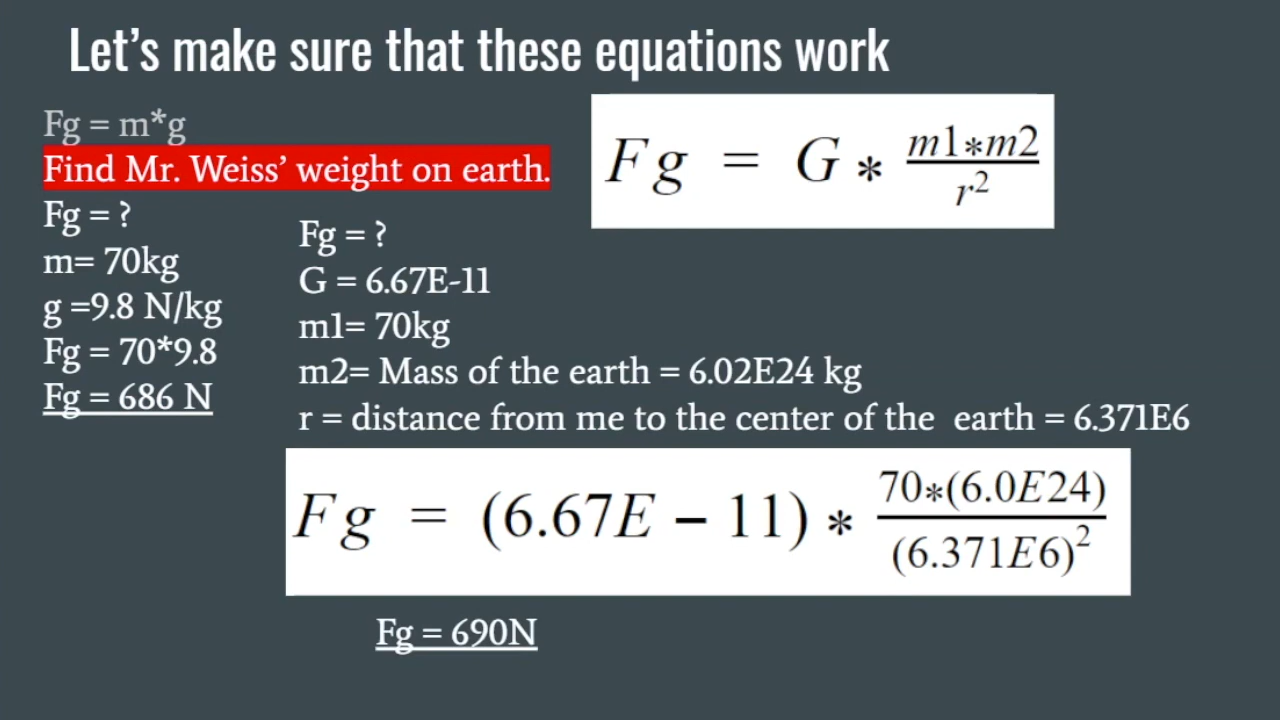 Let's make sure that these equations work
Fg = m*g
Find Mr. Weiss' weight on earth.
Fg = ?
m= 70kg
g =9.8 N/kg
Fg = 70*9.8
Fg = 686 N
Fg = G * m1*m2 / r²
Fg = ?
G = 6.67E-11
m1= 70kg
m2= Mass of the earth = 6.02E24 kg
r = distance from me to the center of the earth = 6.371E6
Fg = (6.67E − 11) * 70*(6.0E24) / (6.371E6)²
Fg = 690N